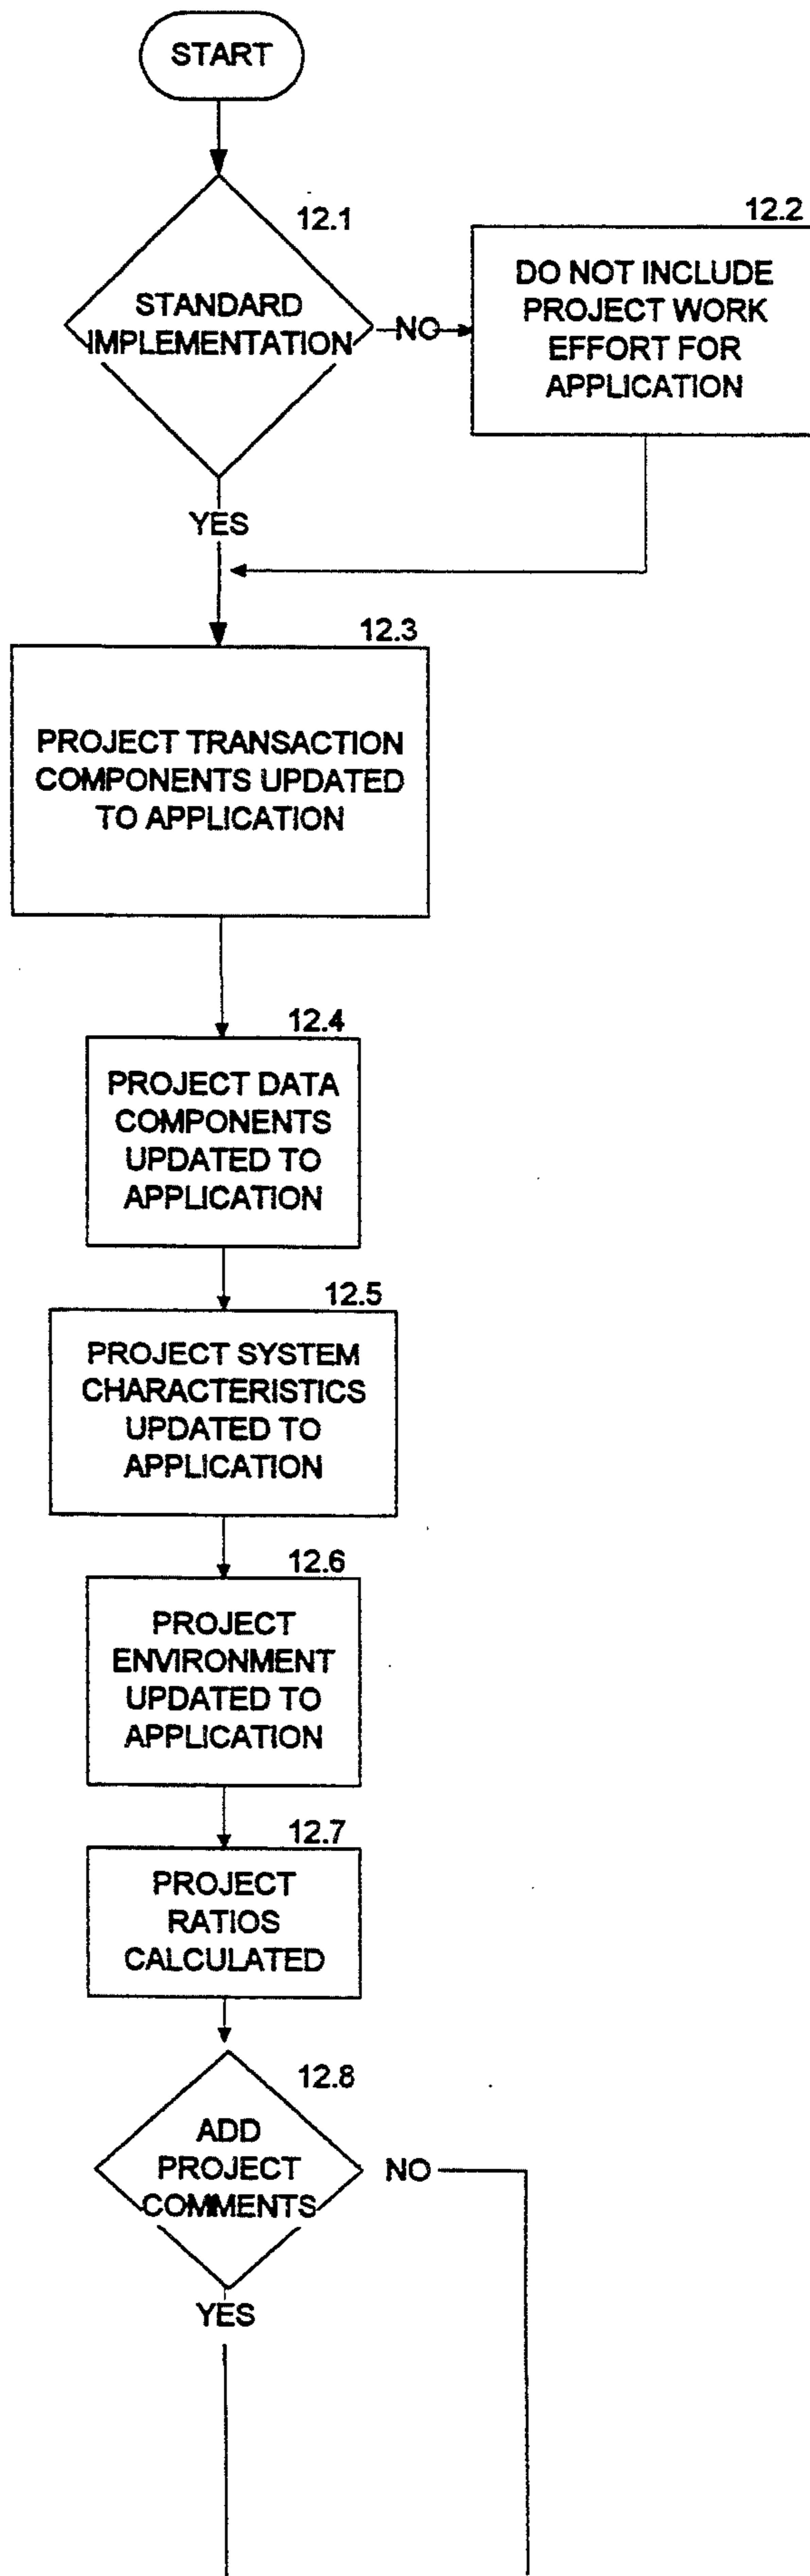 START
12.1
STANDARD
IMPLEMENTATION
NO
12.2
DO NOT INCLUDE
PROJECT WORK
EFFORT FOR
APPLICATION
YES
12.3
PROJECT TRANSACTION
COMPONENTS UPDATED
TO APPLICATION
12.4
PROJECT DATA
COMPONENTS
UPDATED TO
APPLICATION
12.5
PROJECT SYSTEM
CHARACTERISTICS
UPDATED TO
APPLICATION
12.6
PROJECT
ENVIRONMENT
UPDATED TO
APPLICATION
12.7
PROJECT
RATIOS
CALCULATED
12.8
ADD
PROJECT
COMMENTS
NO
YES